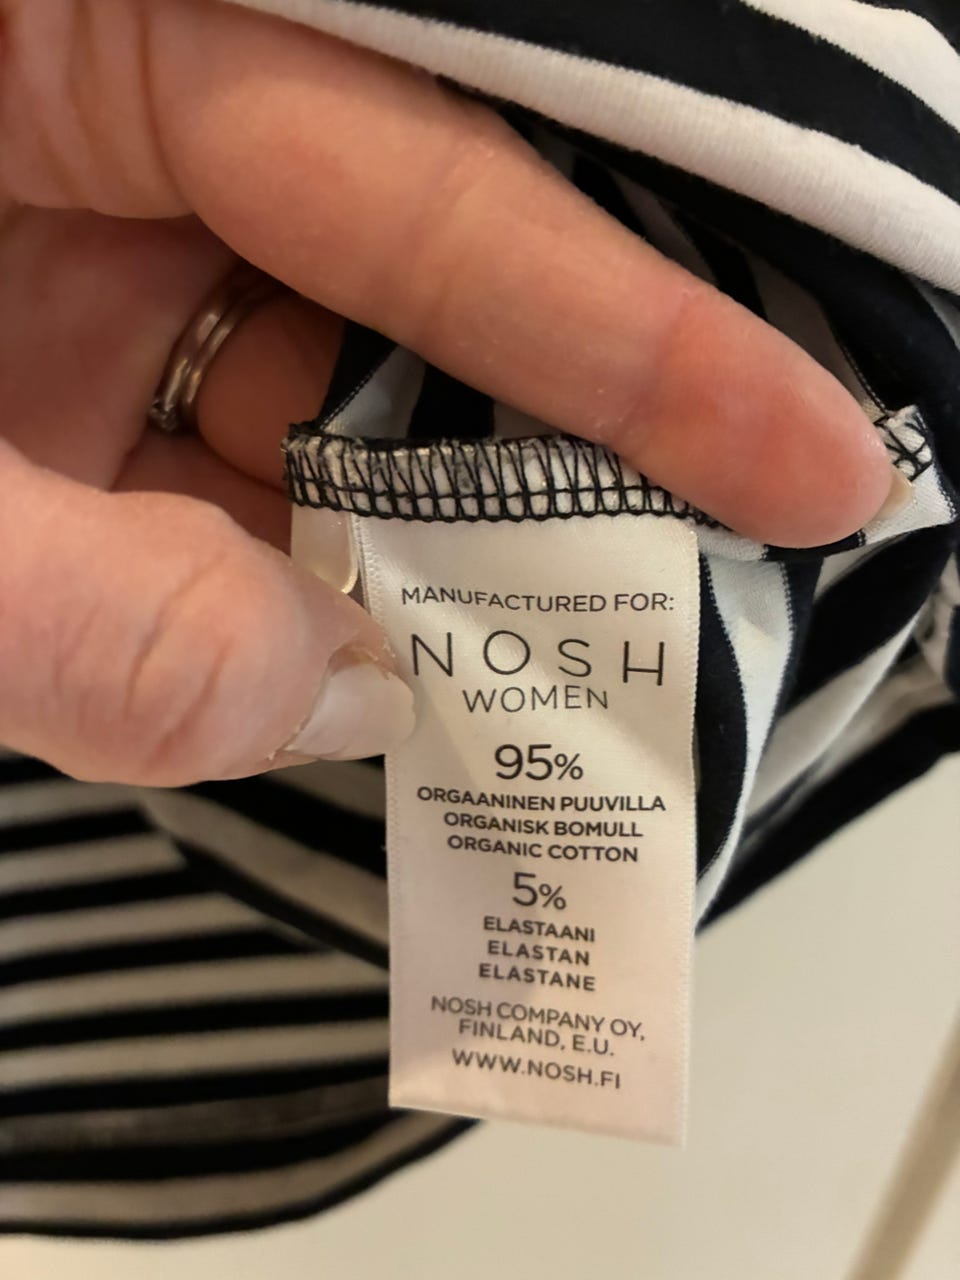 MANUFACTURED FOR:
NOSH
WOMEN
95%
ORGAANINEN PUUVILLA
ORGANISK BOMULL
ORGANIC COTTON
5%
ELASTAANI
ELASTAN
ELASTANE
NOSH COMPANY OY,
FINLAND, E.U.
WWW.NOSH.FI